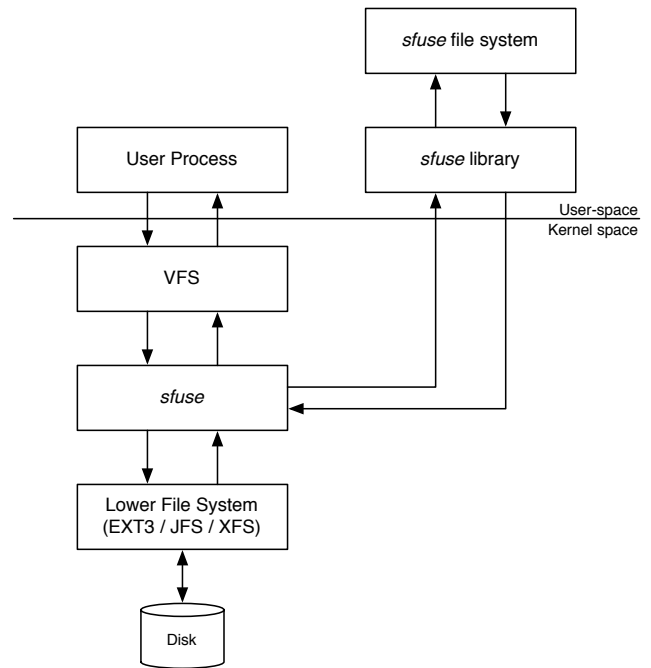 sfuse file system
sfuse library
User Process
User-space
Kernel space
VFS
sfuse
Lower File System
(EXT3 / JFS / XFS)
Disk